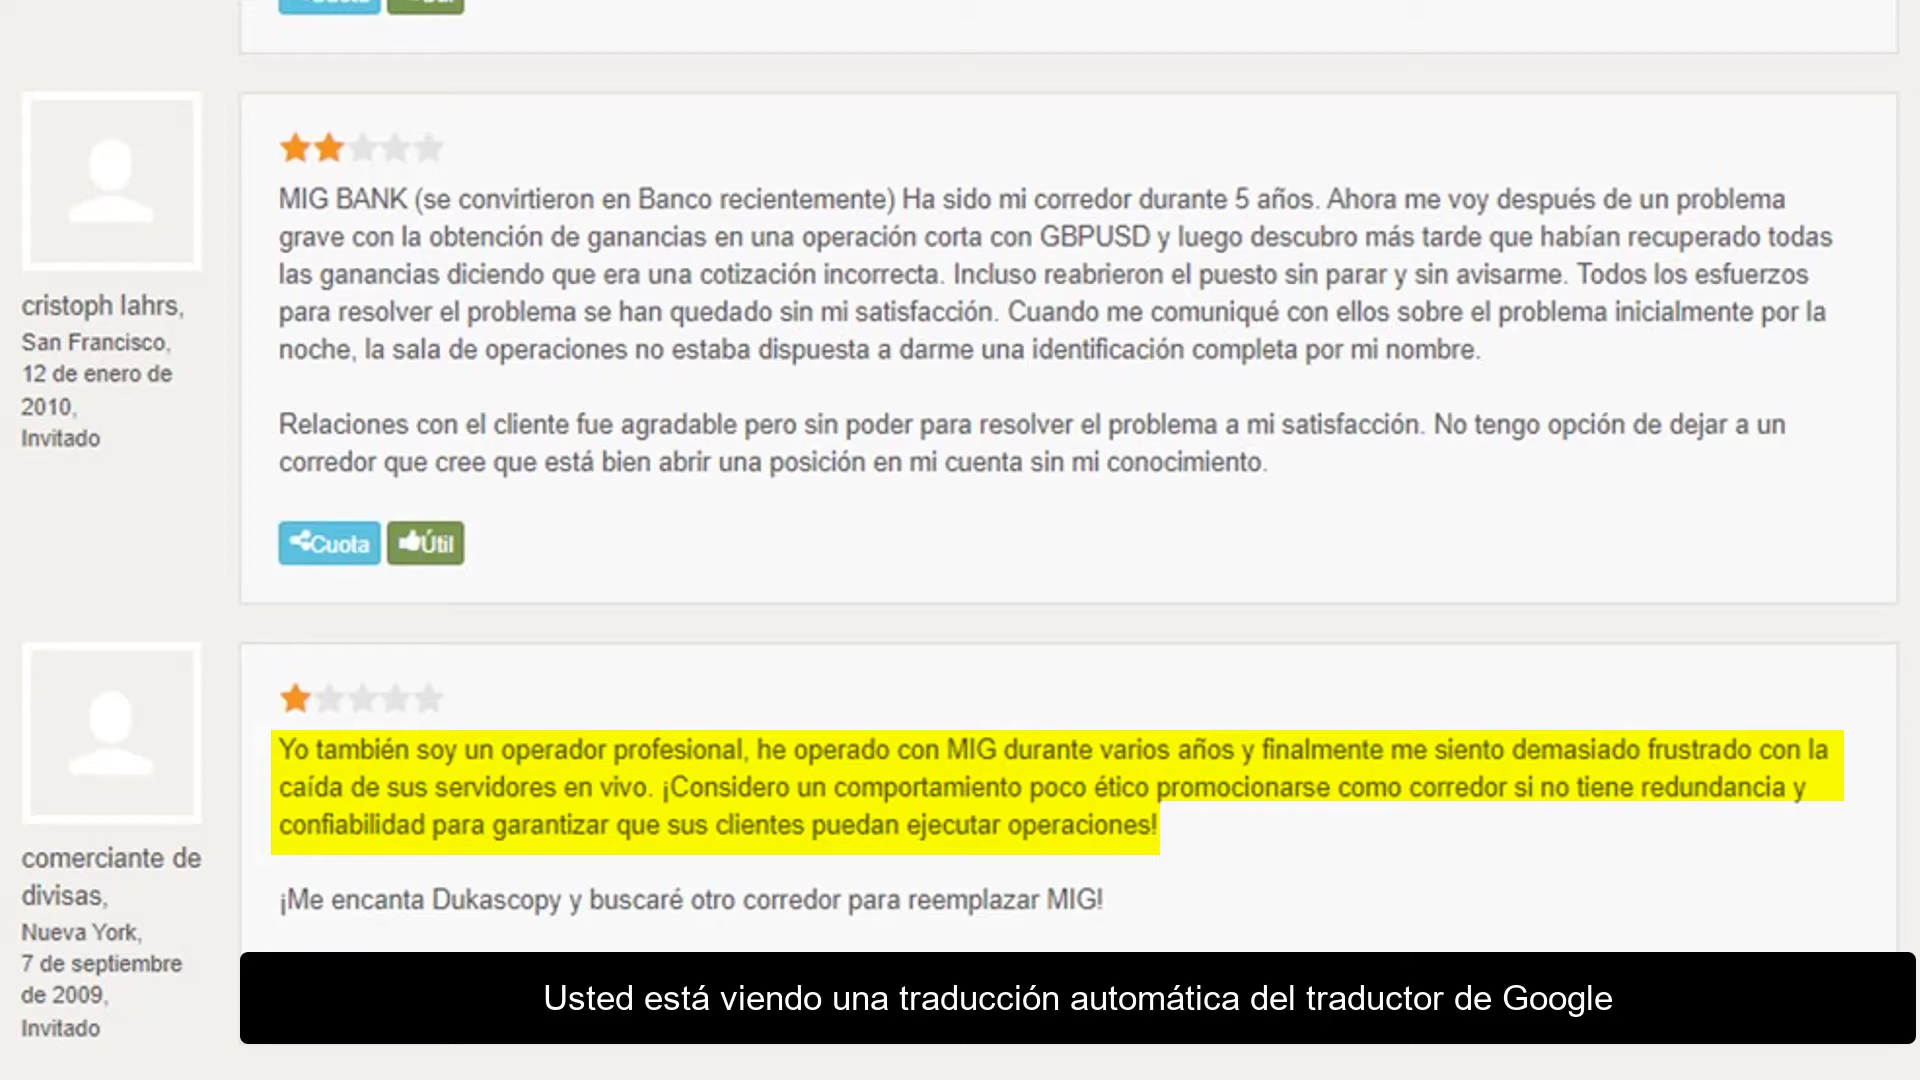 MIG BANK (se convirtieron en Banco recientemente) Ha sido mi corredor durante 5 años. Ahora me voy después de un problema
grave con la obtención de ganancias en una operación corta con GBPUSD y luego descubro más tarde que habían recuperado todas
las ganancias diciendo que era una cotización incorrecta. Incluso reabrieron el puesto sin parar y sin avisarme. Todos los esfuerzos
para resolver el problema se han quedado sin mi satisfacción. Cuando me comuniqué con ellos sobre el problema inicialmente por la
noche, la sala de operaciones no estaba dispuesta a darme una identificación completa por mi nombre.
Relaciones con el cliente fue agradable pero sin poder para resolver el problema a mi satisfacción. No tengo opción de dejar a un
corredor que cree que está bien abrir una posición en mi cuenta sin mi conocimiento.
cristoph lahrs,
San Francisco,
12 de enero de
2010,
Invitado
Cuota Útil
Yo también soy un operador profesional, he operado con MIG durante varios años y finalmente me siento demasiado frustrado con la
caída de sus servidores en vivo. ¡Considero un comportamiento poco ético promocionarse como corredor si no tiene redundancia y
confiabilidad para garantizar que sus clientes puedan ejecutar operaciones!
¡Me encanta Dukascopy y buscaré otro corredor para reemplazar MIG!
comerciante de
divisas,
Nueva York,
7 de septiembre
de 2009,
Invitado
Usted está viendo una traducción automática del traductor de Google